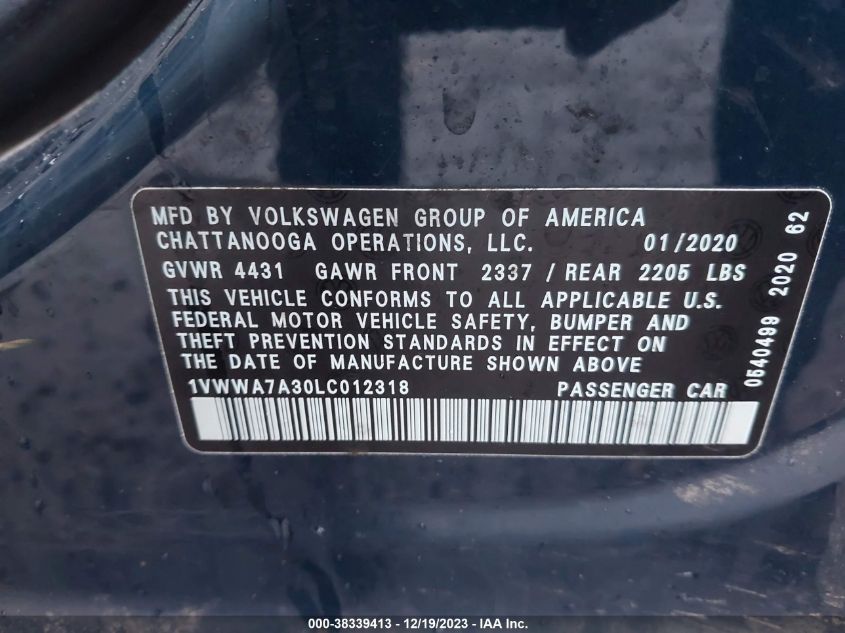 MFD BY VOLKSWAGEN GROUP OF AMERICA
CHATTANOOGA OPERATIONS, LLC. 01/2020
GVWR 4431 GAWR FRONT 2337 / REAR 2205 LBS
THIS VEHICLE CONFORMS TO ALL APPLICABLE U.S.
FEDERAL MOTOR VEHICLE SAFETY, BUMPER AND
THEFT PREVENTION STANDARDS IN EFFECT ON
THE DATE OF MANUFACTURE SHOWN ABOVE
1VWWA7A30LC012318 PASSENGER CAR
0540499 2020 62
000-38339413 - 12/19/2023 - IAA Inc.